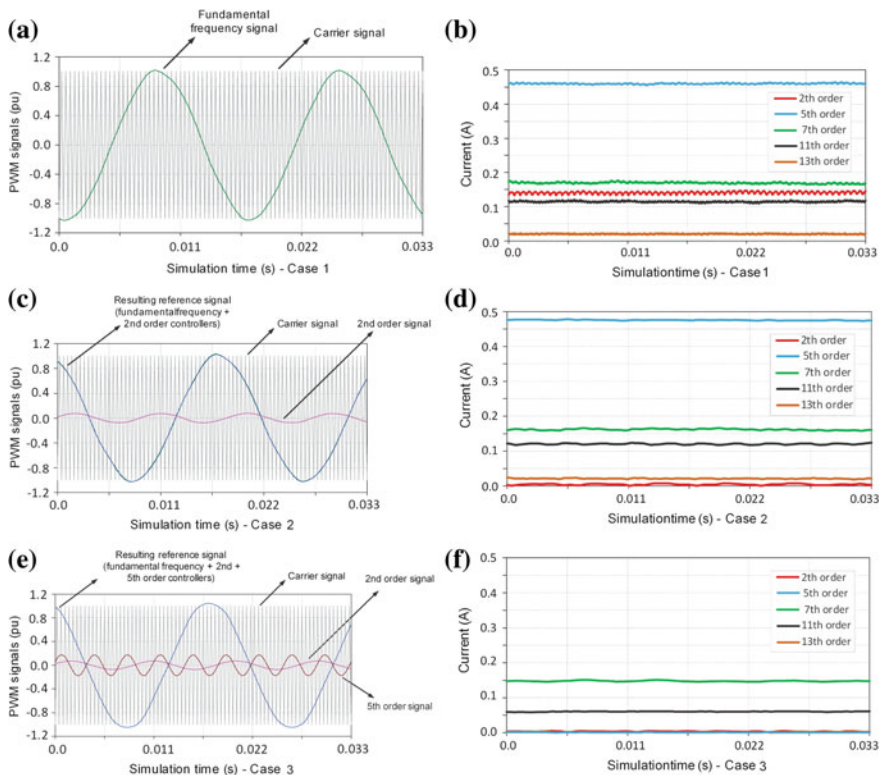 (a)
Fundamental
frequency signal
Carrier signal
PWM signals (pu)
1.2
0.8
0.4
0.0
-0.4
-0.8
-1.2
0.0
0.011
0.022
0.033
Simulation time (s) - Case 1
(b)
Current (A)
0.5
0.4
0.3
0.2
0.1
0.0
2th order
5th order
7th order
11th order
13th order
0.0
0.011
0.022
0.033
Simulationtime (s) - Case 1
(c)
Resulting reference signal
(fundamentalfrequency +
2nd order controllers)
Carrier signal
2nd order signal
PWM signals (pu)
1.2
0.8
0.4
0.0
-0.4
-0.8
-1.2
0.0
0.011
0.022
0.033
Simulation time (s) - Case 2
(d)
Current (A)
0.5
0.4
0.3
0.2
0.1
0.0
2th order
5th order
7th order
11th order
13th order
0.0
0.011
0.022
0.033
Simulationtime (s) - Case 2
(e)
Resulting reference signal
(fundamental frequency + 2nd +
5th order controllers)
Carrier signal
2nd order signal
5th order signal
PWM signals (pu)
1.2
0.8
0.4
0.0
-0.4
0.8
-1.2
0.0
0.011
0.022
0.033
Simulation time (s) - Case 3
(f)
Current (A)
0.5
0.4
0.3
0.2
0.1
0.0
2th order
5th order
7th order
11th order
13th order
0.0
0.011
0.022
0.033
Simulationtime (s) - Case 3